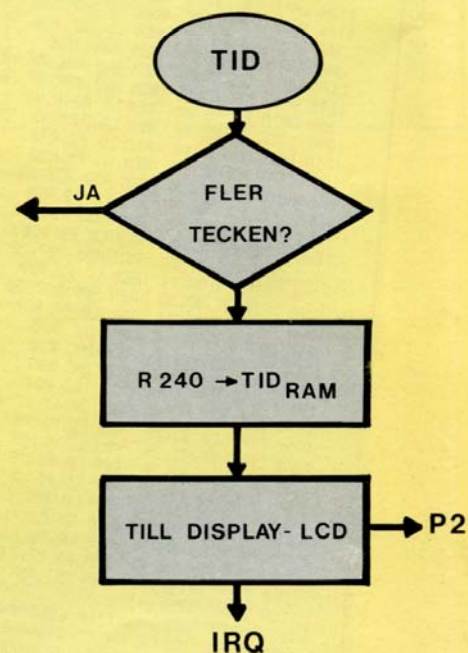 TID
JA
FLER
TECKEN?
R 240 → TID RAM
TILL DISPLAY-LCD
P2
IRQ